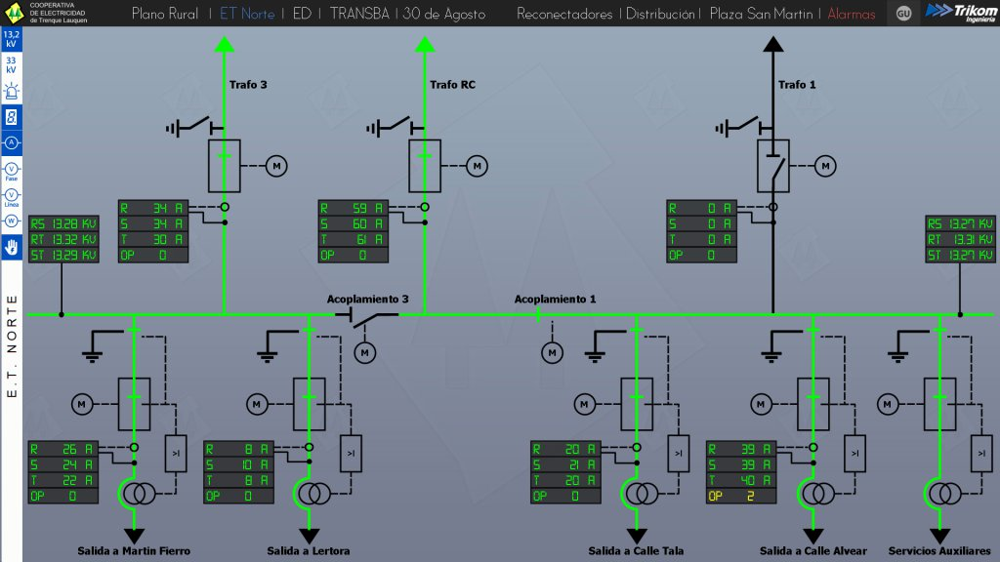 COOPERATIVA
DE ELECTRICIDAD
de Trenque Lauquen
Plano Rural | ET Norte | ED | TRANSBA | 30 de Agosto Reconectadores | Distribución | Plaza San Martin | Alarmas GU Trikom
Ingeniería
13,2
kV
33
kV
A
V
Fase
V
Línea
W
E.T. NORTE
Trafo 3 Trafo RC Trafo 1
M M M
R 34 A
S 34 A
T 30 A
OP 0
R 59 A
S 60 A
T 61 A
OP 0
R 0 A
S 0 A
T 0 A
OP 0
RS 13.28 KV
RT 13.32 KV
ST 13.29 KV
RS 13.27 KV
RT 13.31 KV
ST 13.27 KV
Acoplamiento 3 Acoplamiento 1
M M
M M M M M
>I >I >I >I >I
R 26 A
S 24 A
T 22 A
OP 0
R 8 A
S 10 A
T 8 A
OP 0
R 20 A
S 21 A
T 20 A
OP 0
R 39 A
S 39 A
T 40 A
OP 2
Salida a Martin Fierro Salida a Lertora Salida a Calle Tala Salida a Calle Alvear Servicios Auxiliares